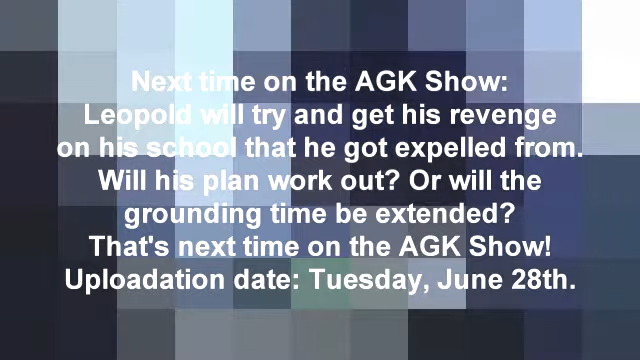 Next time on the AGK Show:
Leopold will try and get his revenge
on his school that he got expelled from.
Will his plan work out? Or will the
grounding time be extended?
That's next time on the AGK Show!
Uploadation date: Tuesday, June 28th.